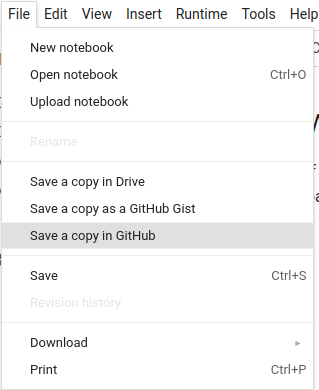 File Edit View Insert Runtime Tools Help
New notebook
Open notebook Ctrl+O
Upload notebook
Rename
Save a copy in Drive
Save a copy as a GitHub Gist
Save a copy in GitHub
Save Ctrl+S
Revision history
Download
Print Ctrl+P